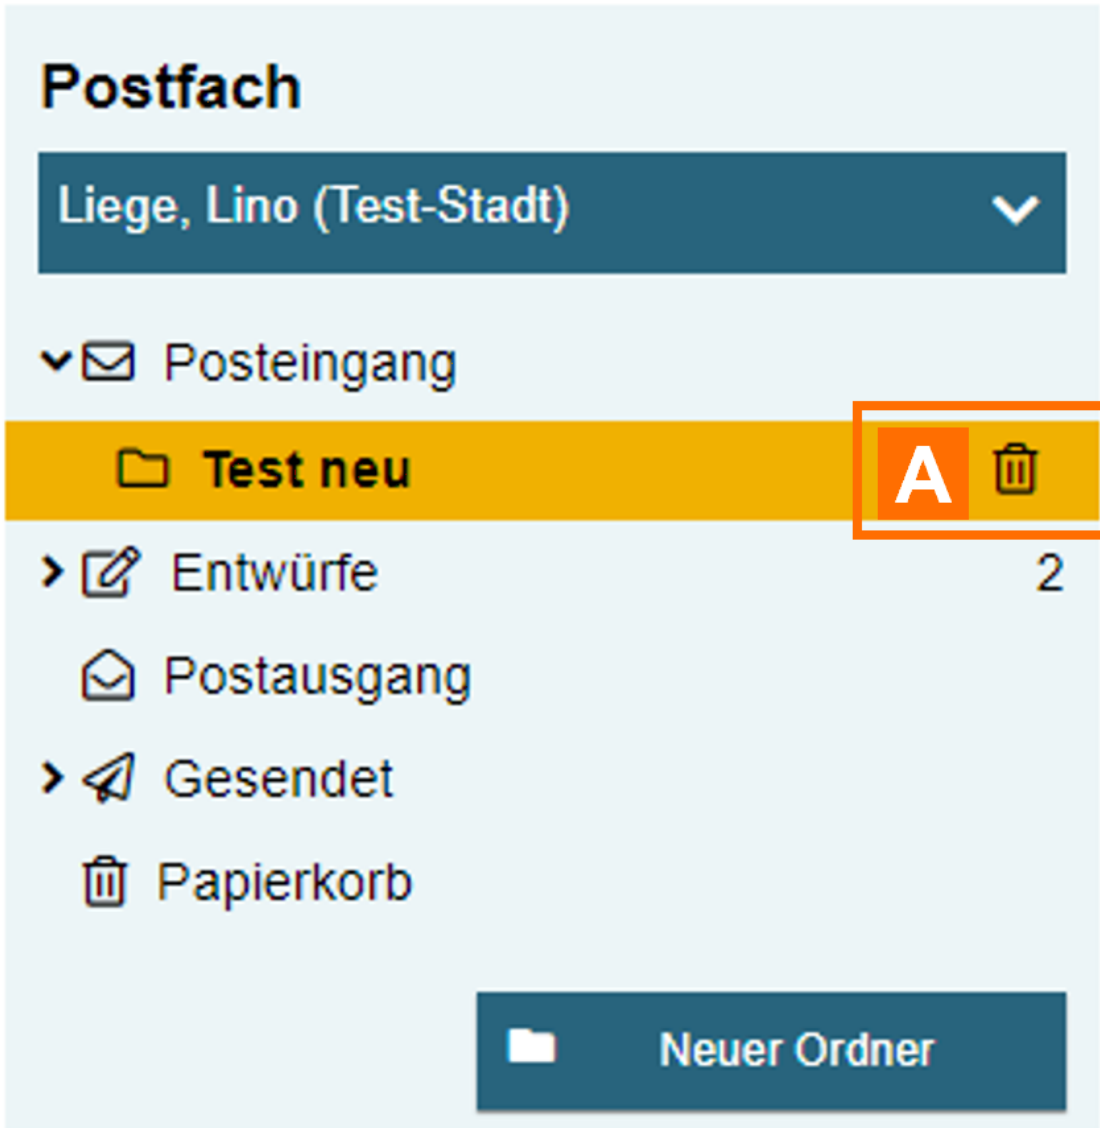 Postfach
Liege, Lino (Test-Stadt)
Posteingang
Test neu A
Entwürfe 2
Postausgang
Gesendet
Papierkorb
Neuer Ordner